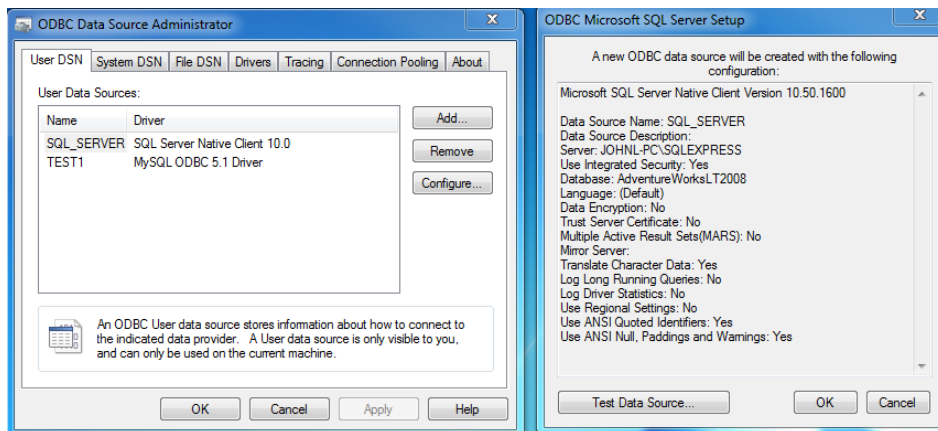 ODBC Data Source Administrator
User DSN System DSN File DSN Drivers Tracing Connection Pooling About
User Data Sources:
Name Driver
SQL_SERVER SQL Server Native Client 10.0
TEST1 MySQL ODBC 5.1 Driver
Add...
Remove
Configure...
An ODBC User data source stores information about how to connect to
the indicated data provider. A User data source is only visible to you,
and can only be used on the current machine.
OK Cancel Apply Help
ODBC Microsoft SQL Server Setup
A new ODBC data source will be created with the following
configuration:
Microsoft SQL Server Native Client Version 10.50.1600
Data Source Name: SQL_SERVER
Data Source Description:
Server: JOHNL-PC\SQLEXPRESS
Use Integrated Security: Yes
Database: AdventureWorksLT2008
Language: (Default)
Data Encryption: No
Trust Server Certificate: No
Multiple Active Result Sets(MARS): No
Mirror Server:
Translate Character Data: Yes
Log Long Running Queries: No
Log Driver Statistics: No
Use Regional Settings: No
Use ANSI Quoted Identifiers: Yes
Use ANSI Null, Paddings and Warnings: Yes
Test Data Source... OK Cancel